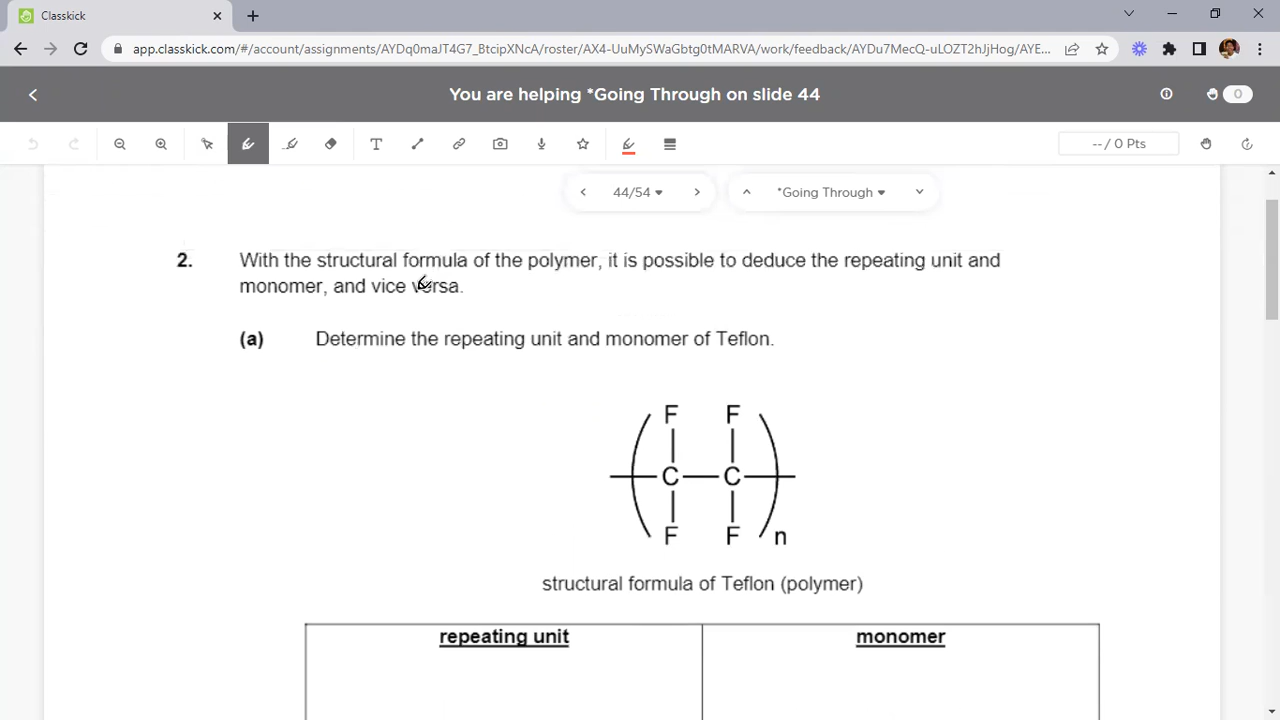 Classkick
app.classkick.com/#/account/assignments/AYDq0maJT4G7_BtcipXNcA/roster/AX4-UuMySWaGbtg0tMARVA/work/feedback/AYDu7MecQ-uLOZT2hJjHog/AYE...
You are helping *Going Through on slide 44
0
T
-- / 0 Pts
44/54
*Going Through
2. With the structural formula of the polymer, it is possible to deduce the repeating unit and
monomer, and vice versa.
(a) Determine the repeating unit and monomer of Teflon.
F F
C C
F F n
structural formula of Teflon (polymer)
repeating unit monomer